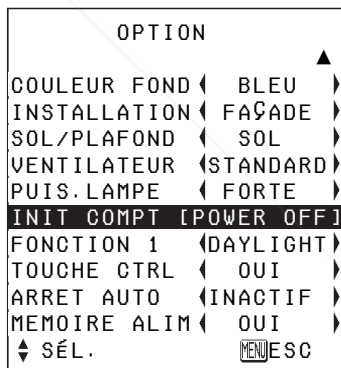 OPTION
▲
COULEUR FOND BLEU
INSTALLATION FAÇADE
SOL/PLAFOND SOL
VENTILATEUR STANDARD
PUIS.LAMPE FORTE
INIT COMPT [POWER OFF]
FONCTION 1 DAYLIGHT
TOUCHE CTRL OUI
ARRET AUTO INACTIF
MEMOIRE ALIM OUI
SÉL. MENU ESC